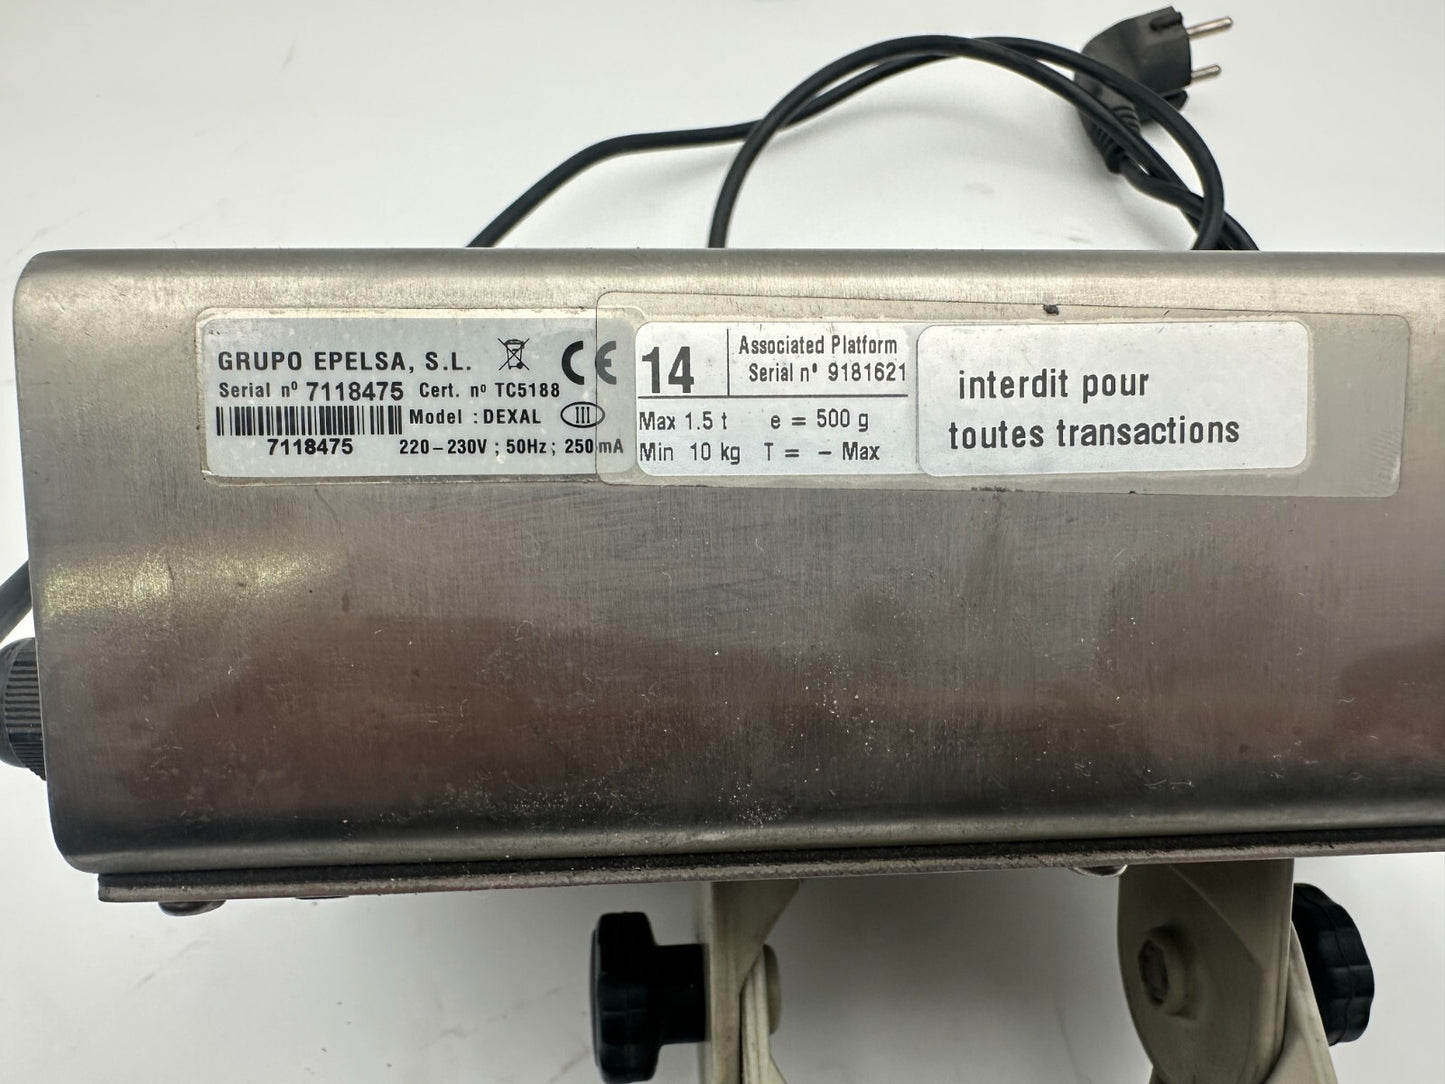 GRUPO EPELSA, S.L.
CE
Serial nº 7118475 Cert. nº TC5188
Model : DEXAL III
7118475
220-230V ; 50Hz ; 250 mA
14
Associated Platform
Serial n° 9181621
Max 1.5 t e = 500 g
Min 10 kg T = - Max
interdit pour
toutes transactions